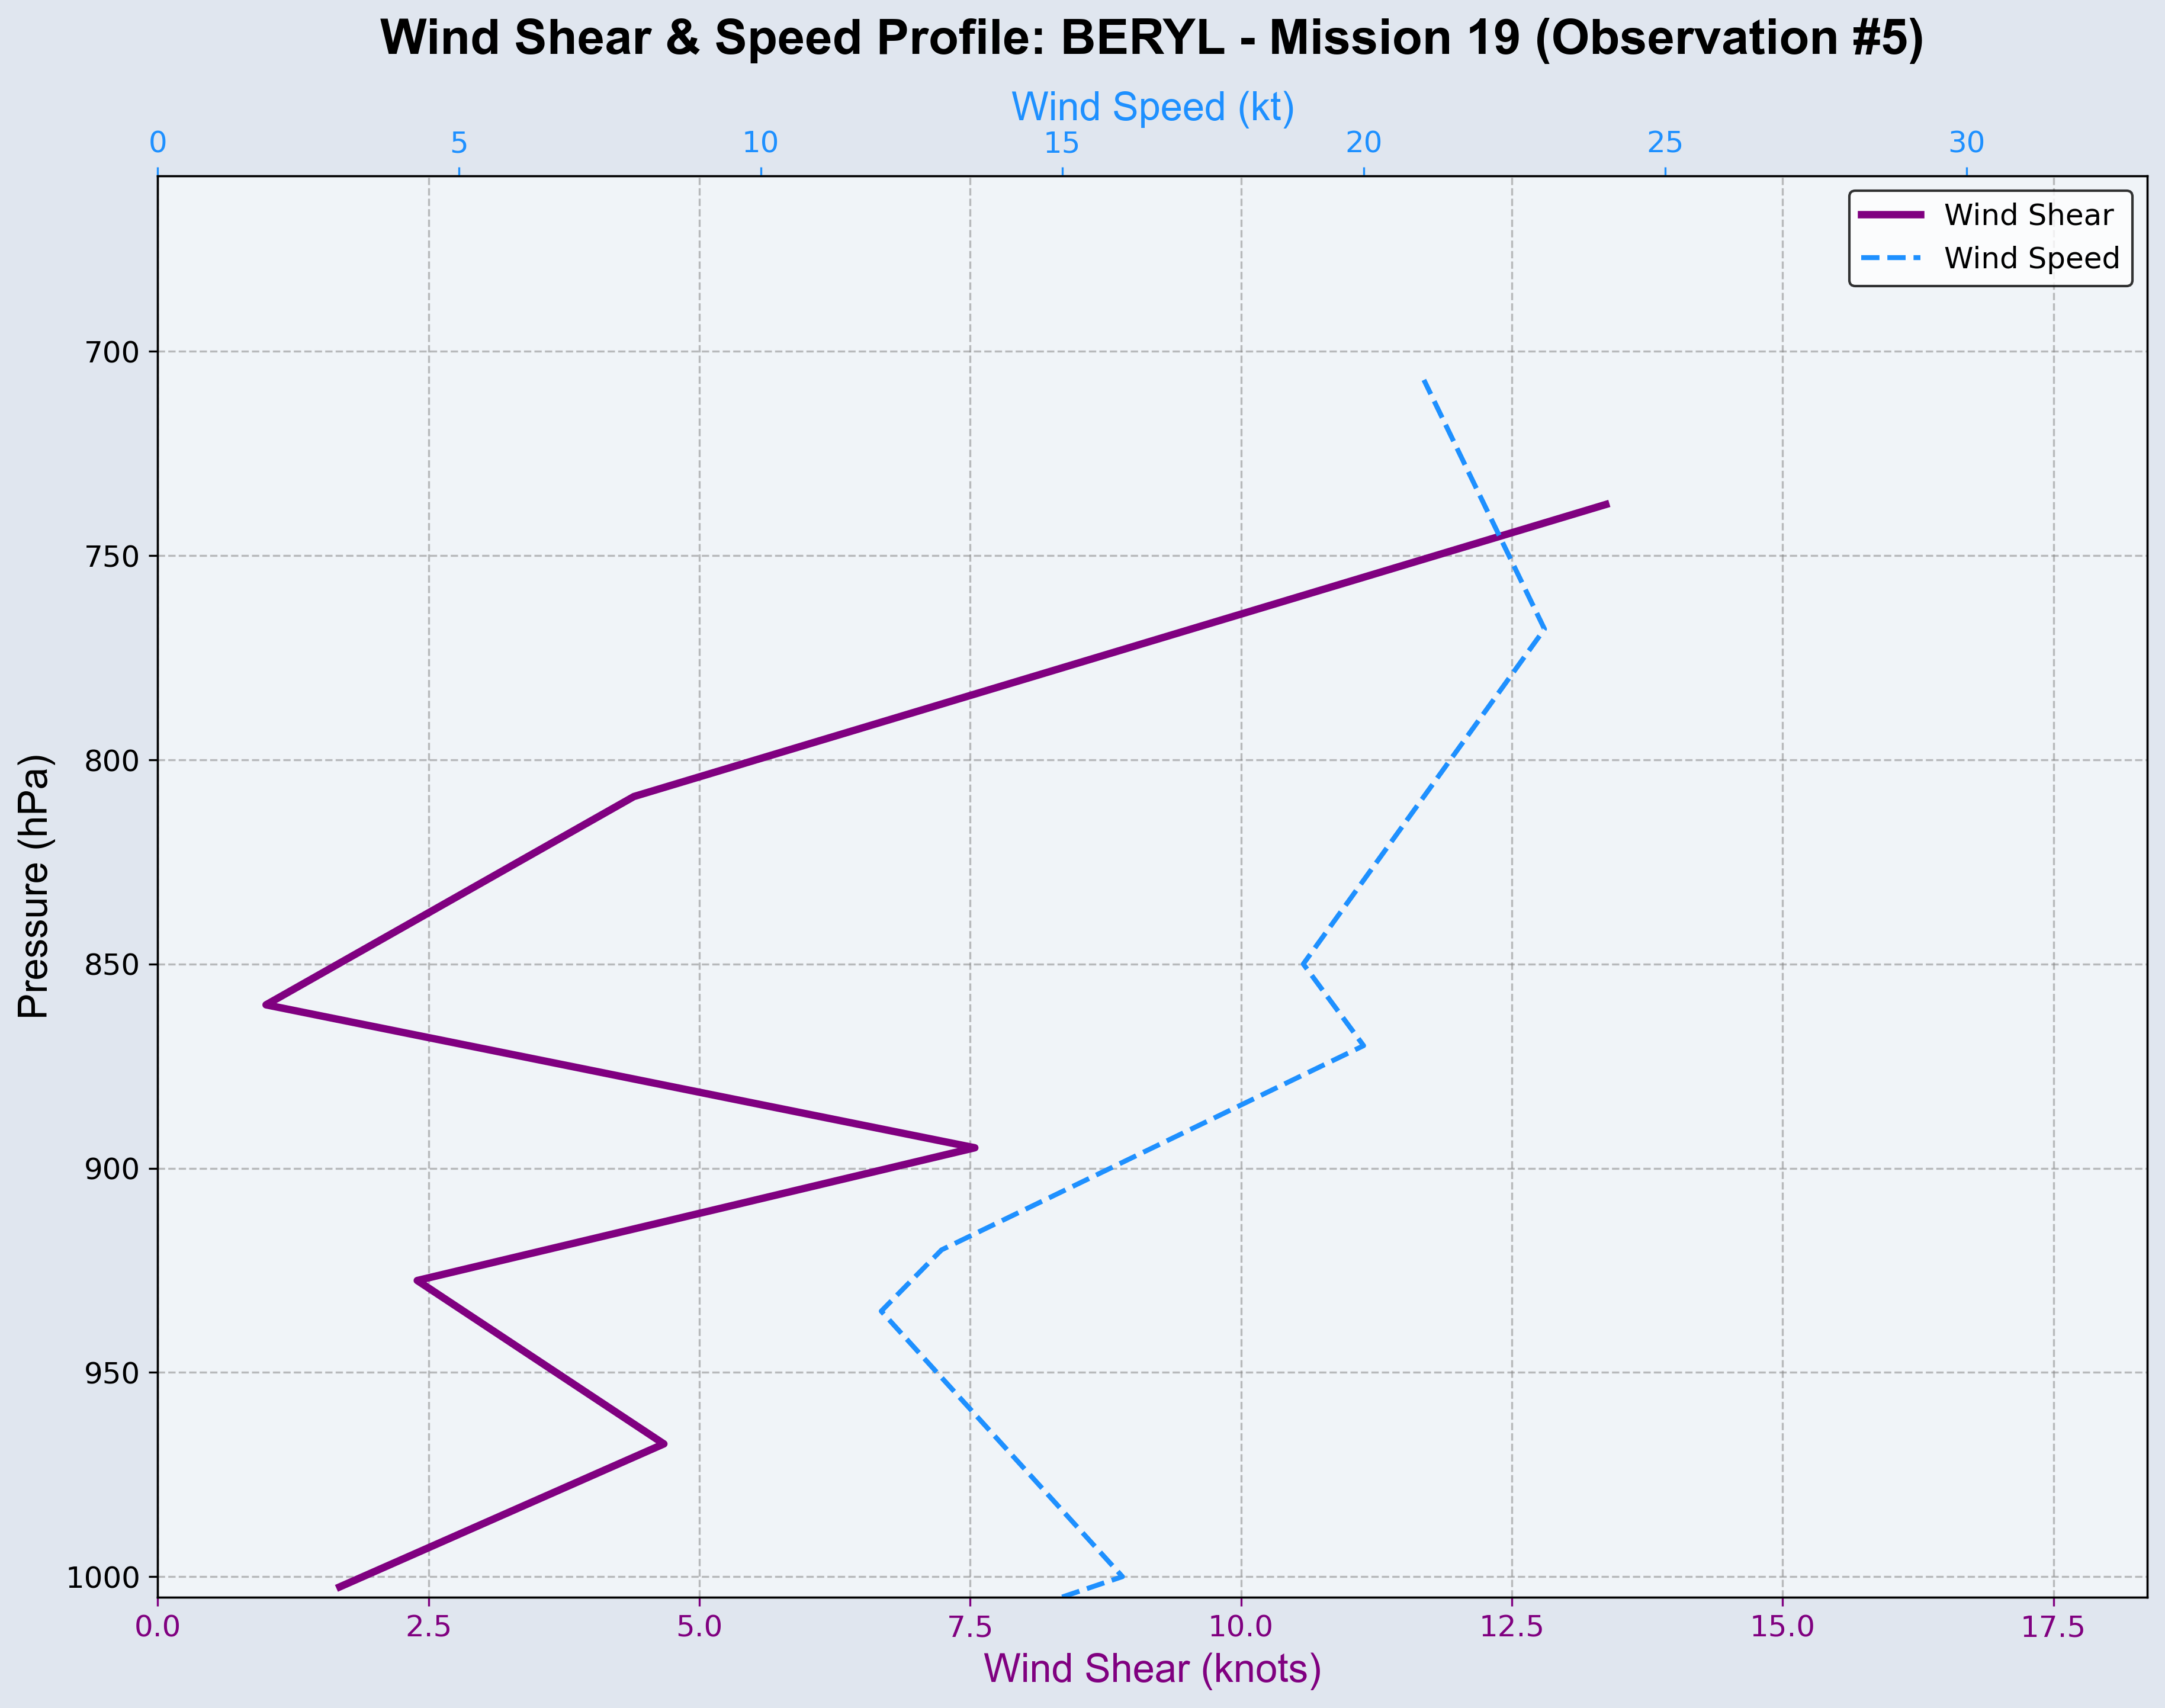 Wind Shear & Speed Profile: BERYL - Mission 19 (Observation #5)
Wind Speed (kt)
0 5 10 15 20 25 30
Wind Shear
Wind Speed
700
750
800
850
900
950
1000
Pressure (hPa)
0.0 2.5 5.0 7.5 10.0 12.5 15.0 17.5
Wind Shear (knots)